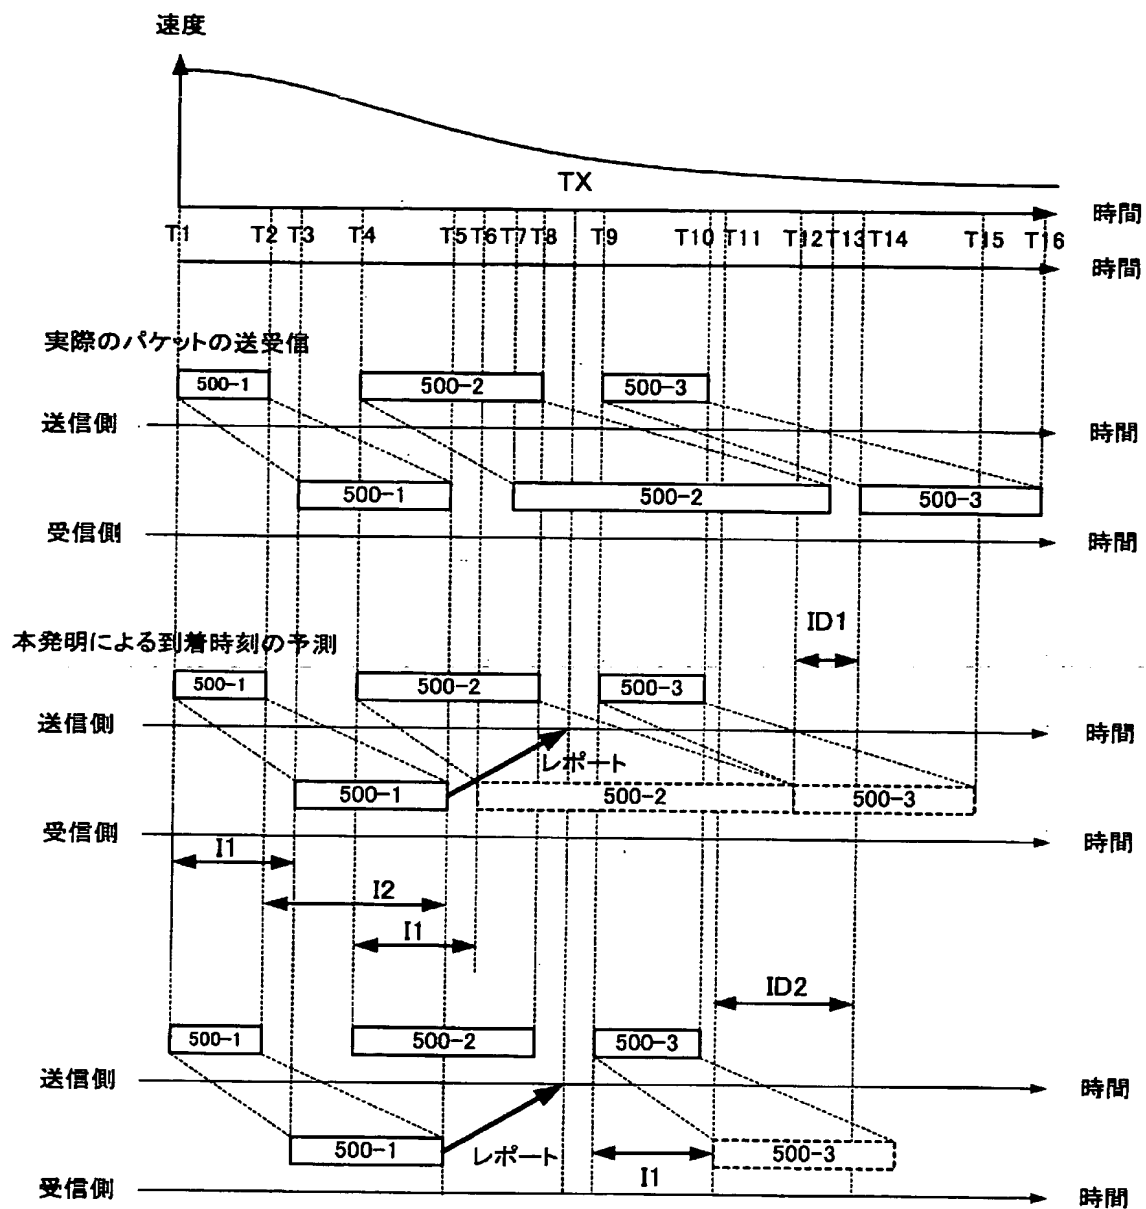 速度
TX
時間
T1 T2 T3 T4 T5 T6 T7 T8 T9 T10 T11 T12 T13 T14 T15 T16
時間
実際のパケットの送受信
500-1 500-2 500-3
送信側 時間
500-1 500-2 500-3
受信側 時間
ID1
本発明による到着時刻の予測
500-1 500-2 500-3
送信側 時間
レポート
500-1 500-2 500-3
受信側 時間
I1
I2
I1
ID2
500-1 500-2 500-3
送信側 時間
500-1 レポート 500-3
I1
受信側 時間